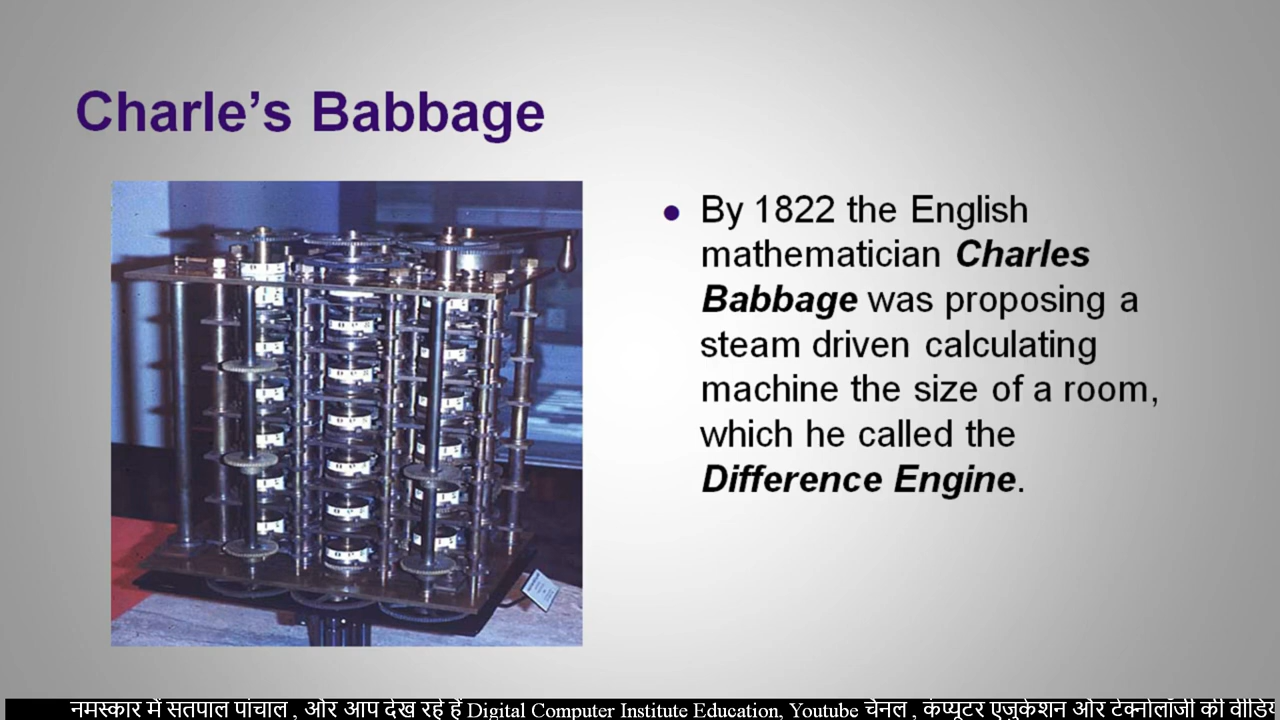 Charle’s Babbage
● By 1822 the English
mathematician Charles
Babbage was proposing a
steam driven calculating
machine the size of a room,
which he called the
Difference Engine.
नमस्कार में सतपाल पांचाल , और आप देख रहे हैं Digital Computer Institute Education, Youtube चेनल , कंप्यूटर एजुकेशन और टेक्नोलॉजी की वीडिय